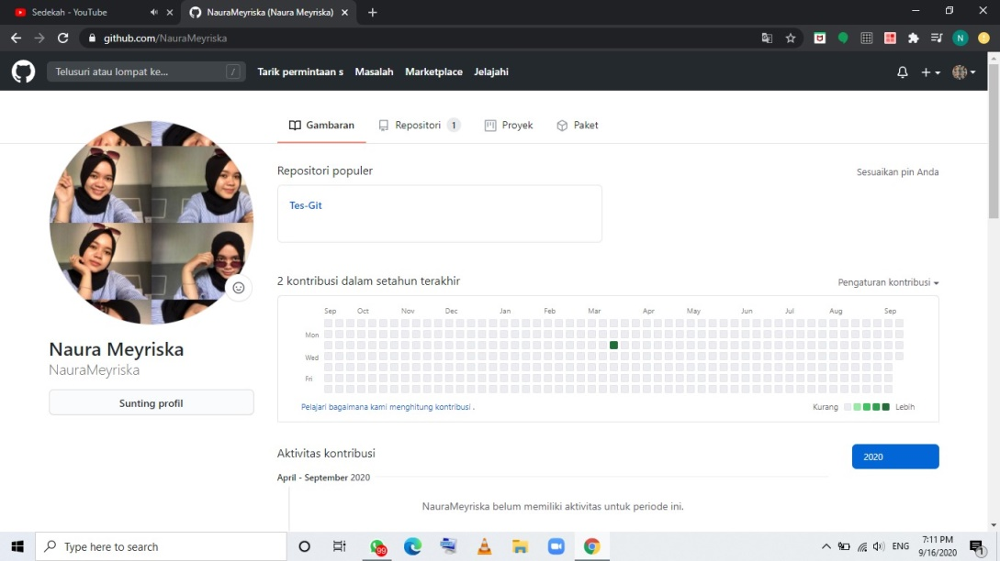 Sedekah - YouTube
NauraMeyriska (Naura Meyriska)
github.com/NauraMeyriska
N
Telusuri atau lompat ke... /
Tarik permintaan s Masalah Marketplace Jelajahi
Gambaran Repositori 1 Proyek Paket
Repositori populer
Sesuaikan pin Anda
Tes-Git
2 kontribusi dalam setahun terakhir
Pengaturan kontribusi
Sep Oct Nov Dec Jan Feb Mar Apr May Jun Jul Aug Sep
Mon
Wed
Fri
Pelajari bagaimana kami menghitung kontribusi .
Kurang Lebih
Naura Meyriska
NauraMeyriska
Sunting profil
Aktivitas kontribusi
2020
April - September 2020
NauraMeyriska belum memiliki aktivitas untuk periode ini.
Type here to search
99
ENG
7:11 PM
9/16/2020
1